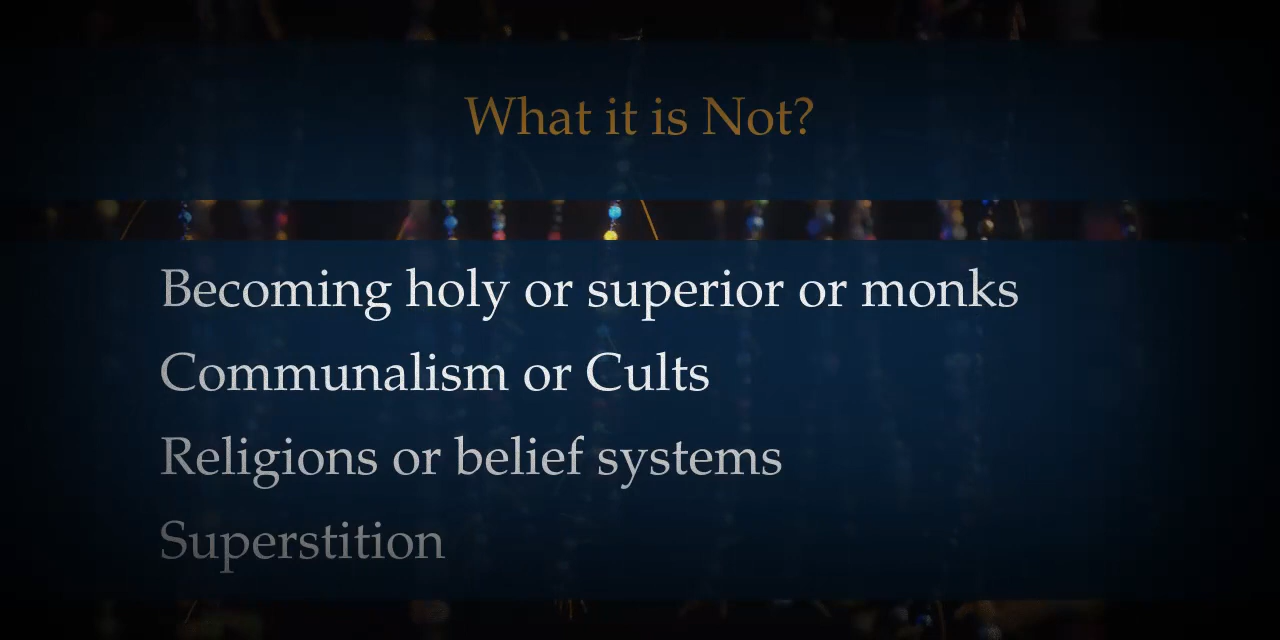 What it is Not?
Becoming holy or superior or monks
Communalism or Cults
Religions or belief systems
Superstition